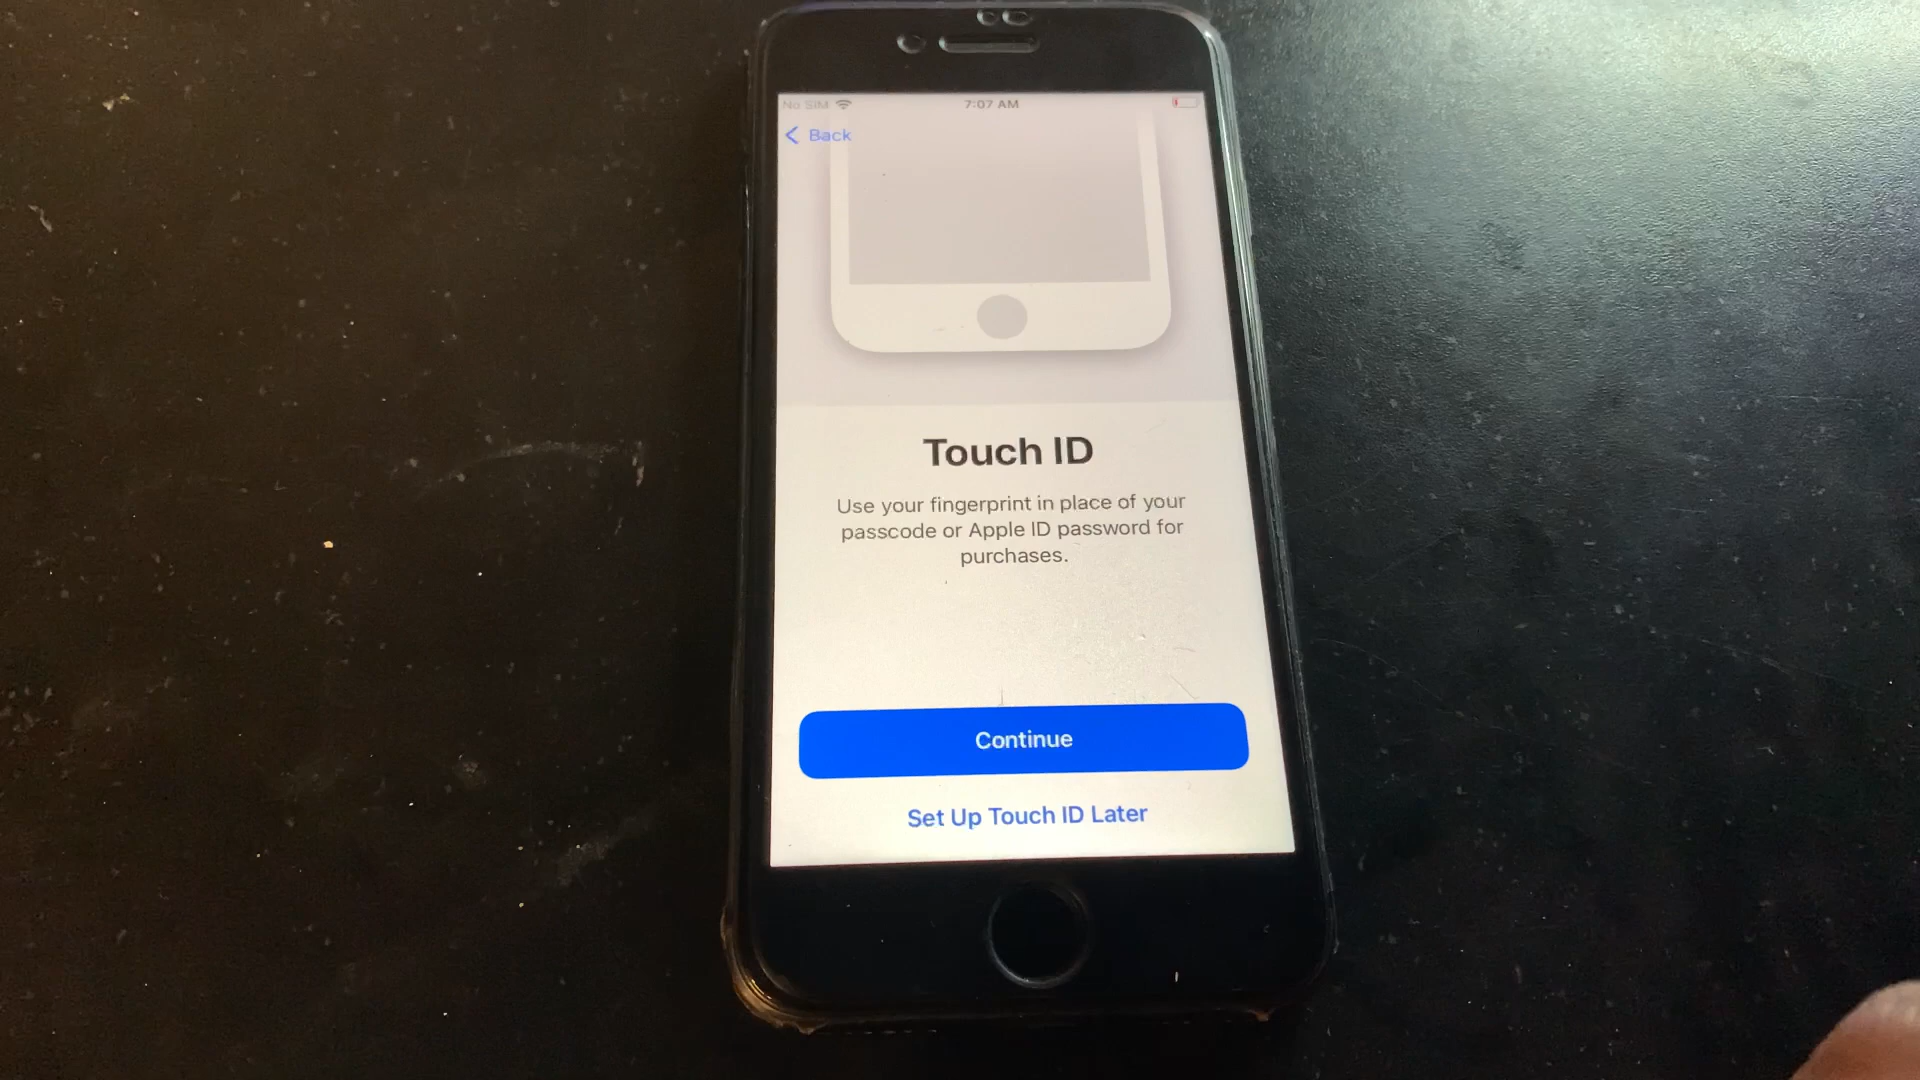 No SIM 7:07 AM
Back
Touch ID
Use your fingerprint in place of your
passcode or Apple ID password for
purchases.
Continue
Set Up Touch ID Later